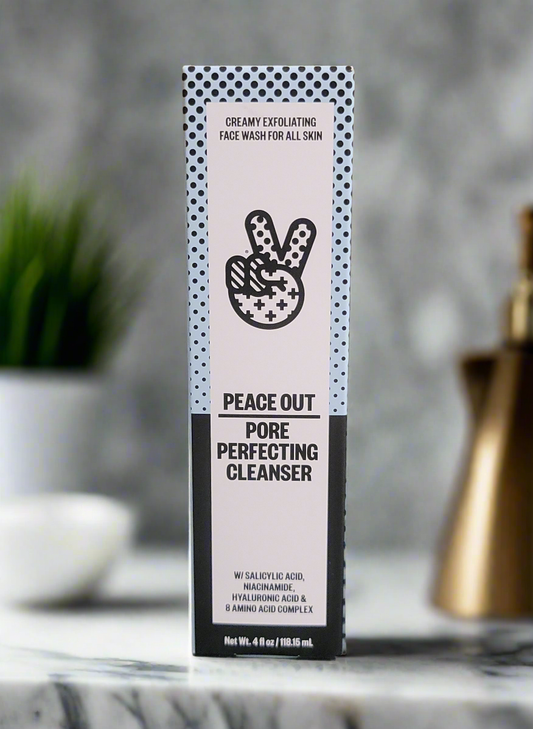 CREAMY EXFOLIATING
FACE WASH FOR ALL SKIN
PEACE OUT
PORE
PERFECTING
CLEANSER
W/ SALICYLIC ACID,
NIACINAMIDE,
HYALURONIC ACID &
8 AMINO ACID COMPLEX
Net Wt. 4 fl oz / 118.15 mL